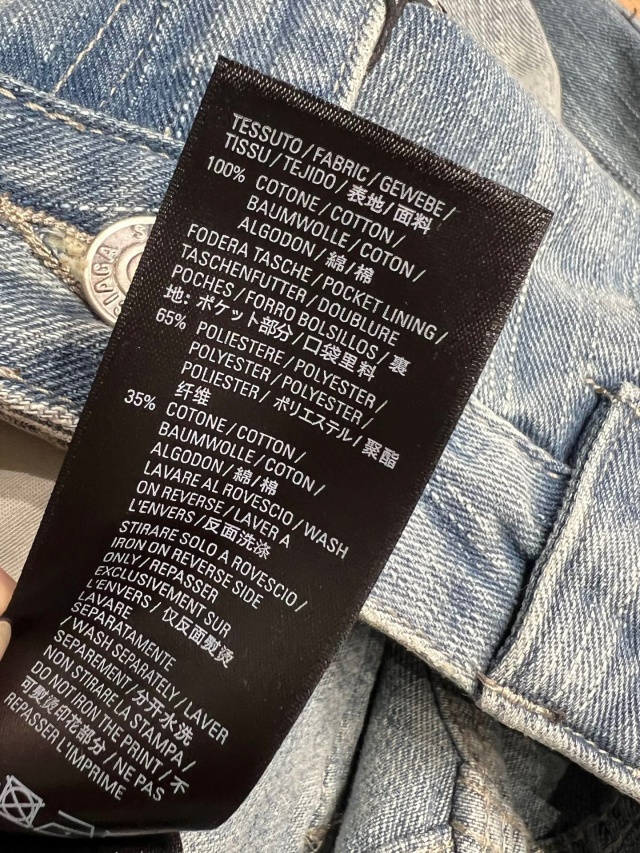 TESSUTO/FABRIC/GEWEBE/
TISSU/TEJIDO/表地/面料
100% COTONE/COTTON/
BAUMWOLLE/COTON/
ALGODON/綿/棉
FODERA TASCHE/POCKET LINING/
TASCHENFUTTER/DOUBLURE
POCHES/FORRO BOLSILLOS/裏
地: ポケット部分/口袋里料
65% POLIESTERE/POLYESTER/
POLYESTER/POLYESTER/
POLIESTER/ポリエステル/聚酯
纤维
35% COTONE/COTTON/
BAUMWOLLE/COTON/
ALGODON/綿/棉
LAVARE AL ROVESCIO/WASH
ON REVERSE/LAVER A
L'ENVERS/反面洗涤
STIRARE SOLO A ROVESCIO/
IRON ON REVERSE SIDE
ONLY/REPASSER
EXCLUSIVEMENT SUR
L'ENVERS/仅反面熨烫
LAVARE
SEPARATAMENTE
/WASH SEPARATELY/LAVER
SEPAREMENT/分开水洗
NON STIRARE LA STAMPA/
DO NOT IRON THE PRINT/不
可熨烫印花部分/NE PAS
REPASSER L'IMPRIME